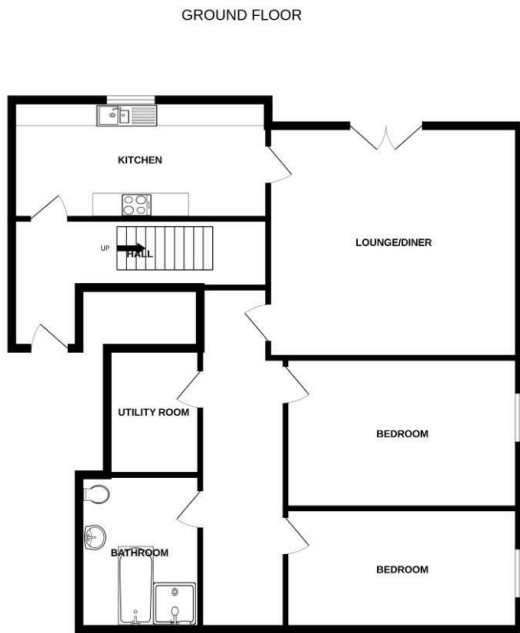 GROUND FLOOR
KITCHEN
LOUNGE/DINER
UP
HALL
UTILITY ROOM
BEDROOM
BATHROOM
BEDROOM